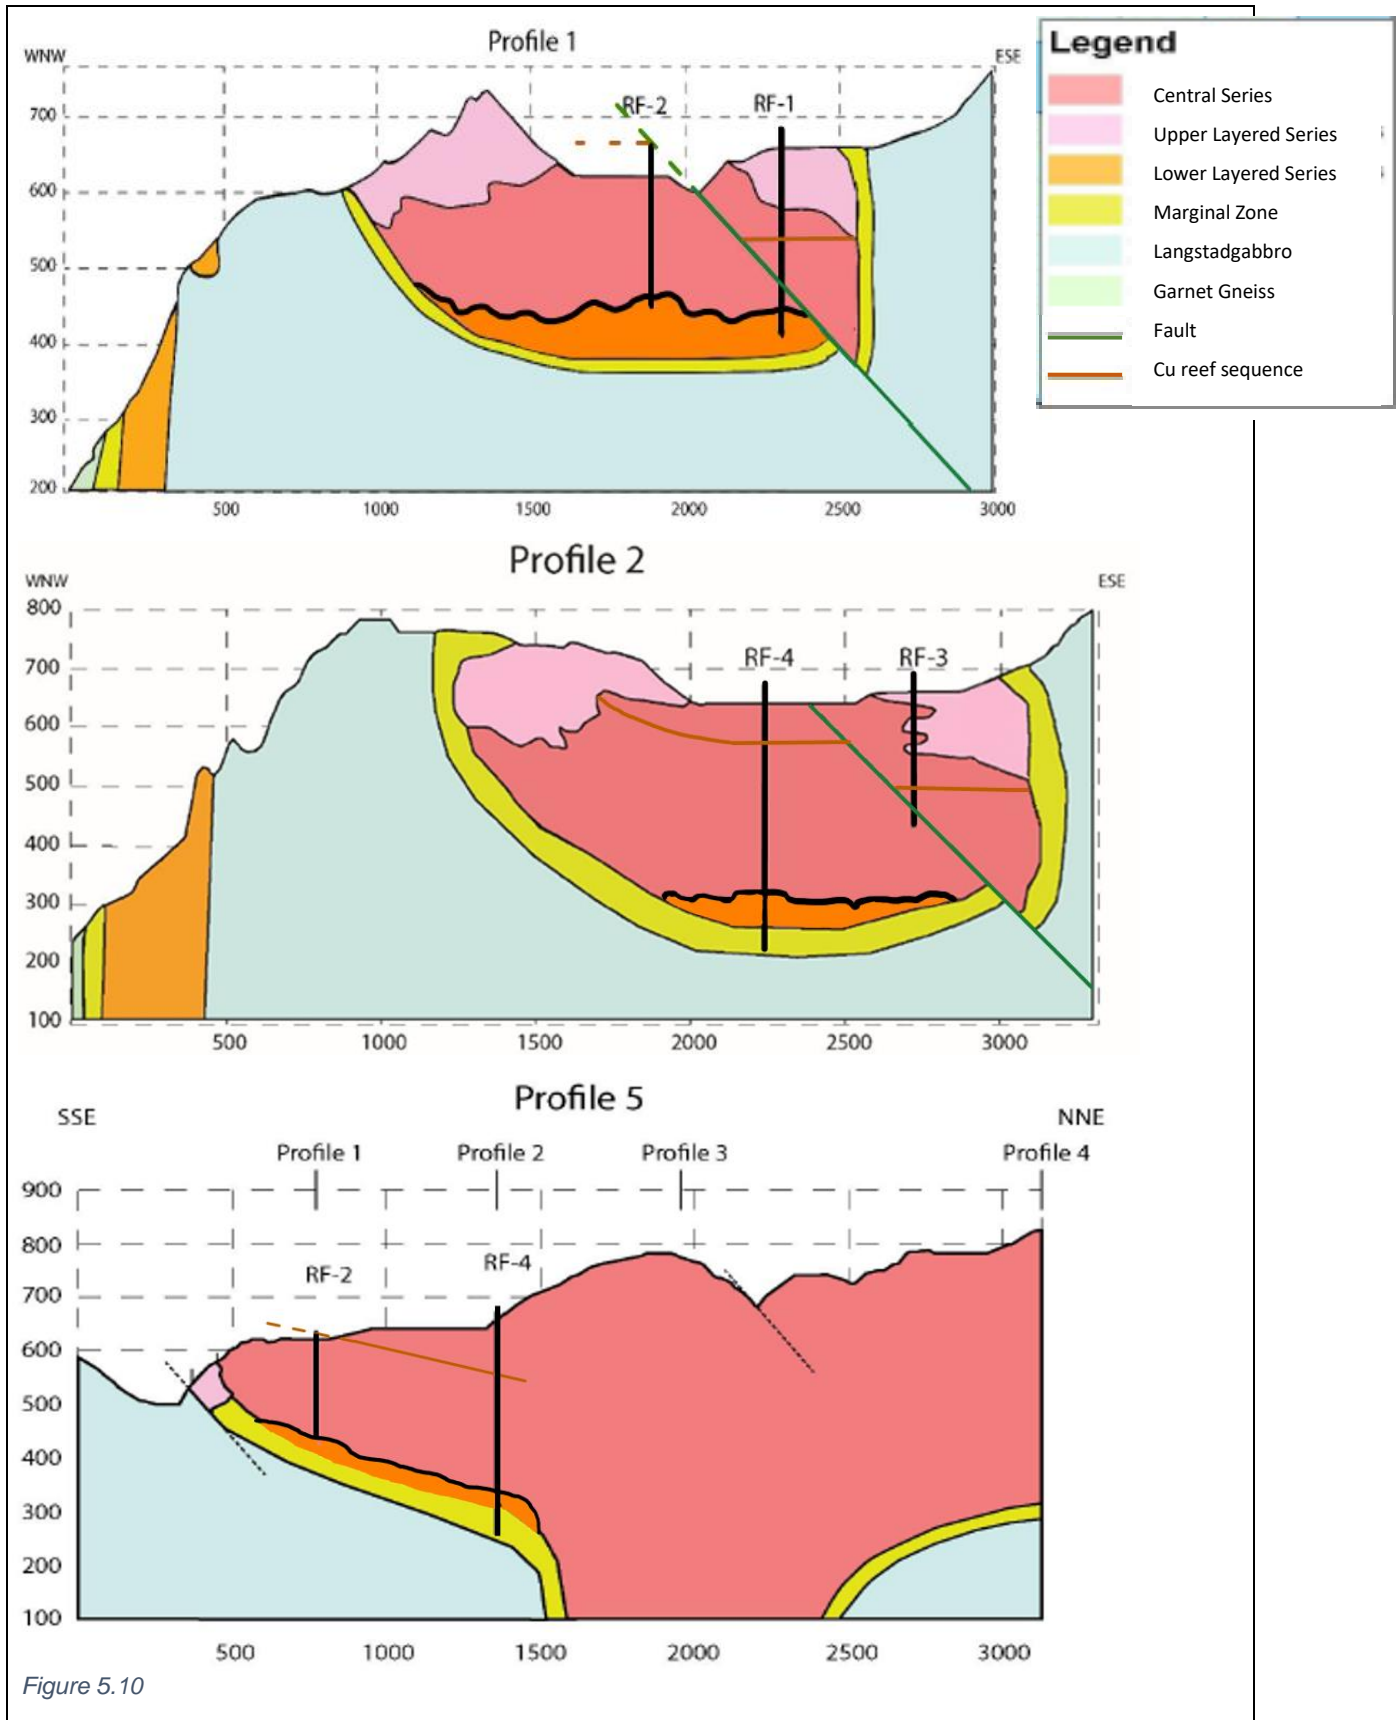 Profile 1
WNW
ESE
700
600
500
400
300
200
RF-2
RF-1
500
1000
1500
2000
2500
3000
Legend
Central Series
Upper Layered Series
Lower Layered Series
Marginal Zone
Langstadgabbro
Garnet Gneiss
Fault
Cu reef sequence
Profile 2
WNW
ESE
800
700
600
500
400
300
200
100
RF-4
RF-3
500
1000
1500
2000
2500
3000
Profile 5
SSE
NNE
Profile 1
Profile 2
Profile 3
Profile 4
900
800
700
600
500
400
300
200
100
RF-2
RF-4
500
1000
1500
2000
2500
3000
Figure 5.10